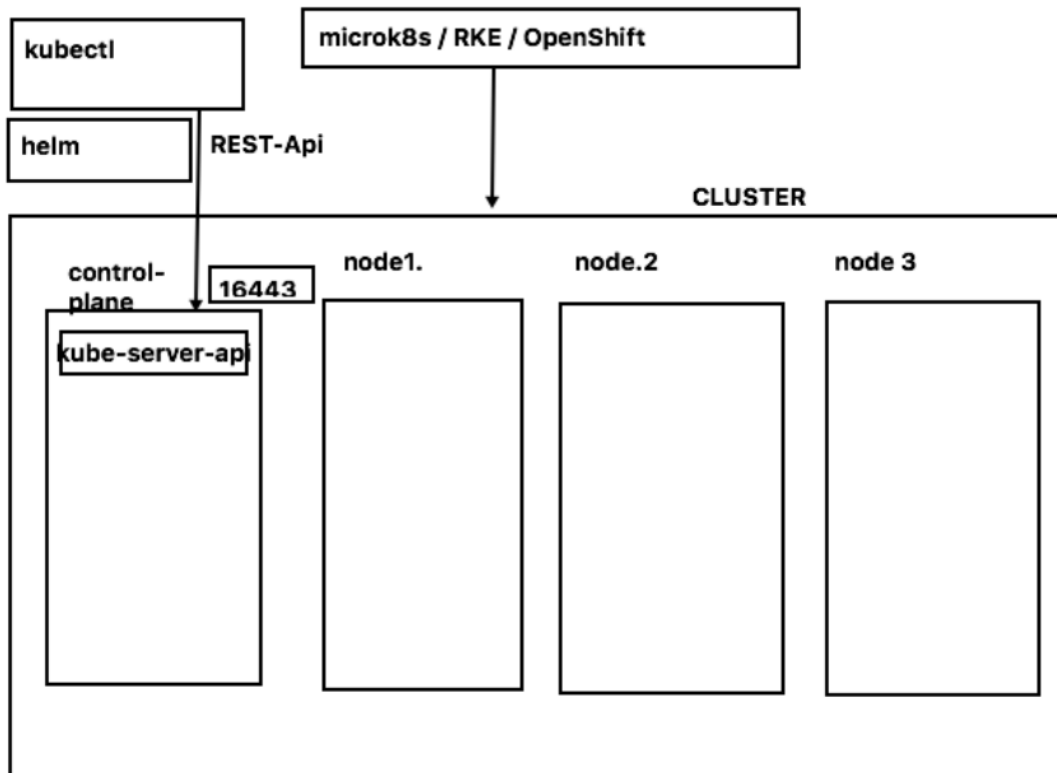 kubectl
microk8s / RKE / OpenShift
helm
REST-Api
CLUSTER
control-
plane
16443
node1.
node.2
node 3
kube-server-api